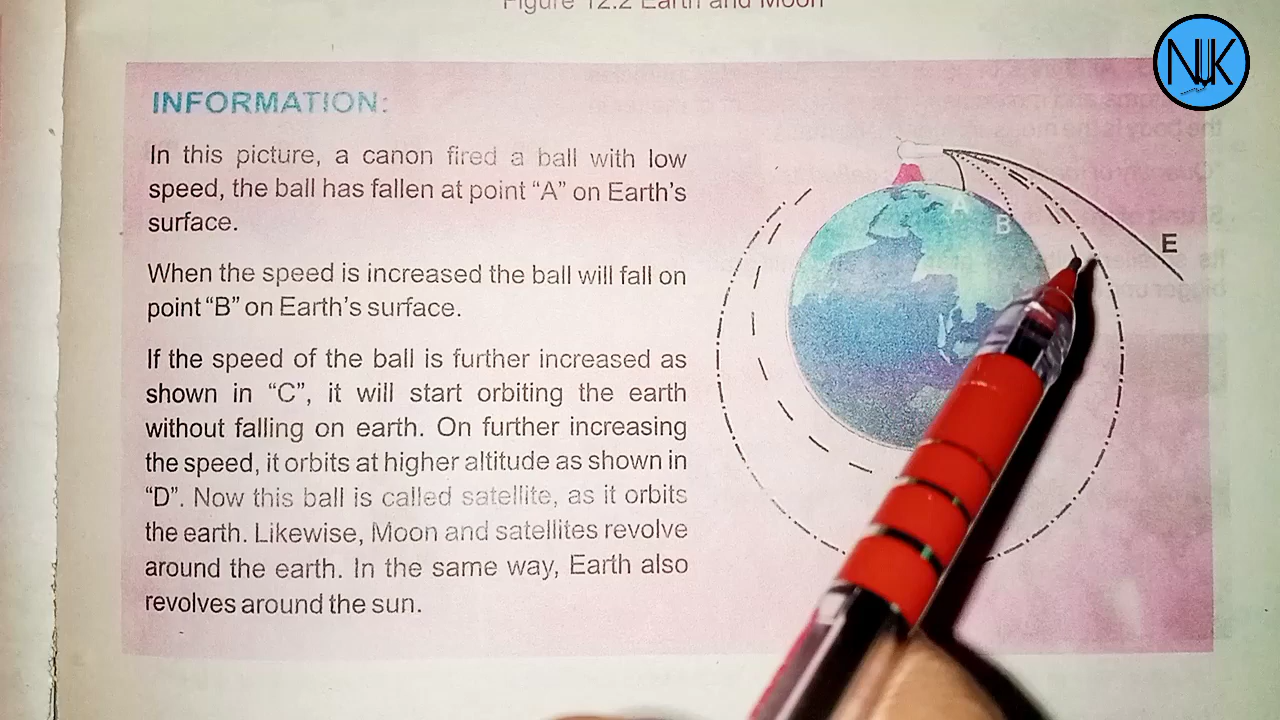 Figure 12.2 Earth and Moon
NJK
INFORMATION:
In this picture, a canon fired a ball with low
speed, the ball has fallen at point “A” on Earth's
surface.
When the speed is increased the ball will fall on
point “B” on Earth's surface.
If the speed of the ball is further increased as
shown in “C”, it will start orbiting the earth
without falling on earth. On further increasing
the speed, it orbits at higher altitude as shown in
“D”. Now this ball is called satellite, as it orbits
the earth. Likewise, Moon and satellites revolve
around the earth. In the same way, Earth also
revolves around the sun.
A
B
E